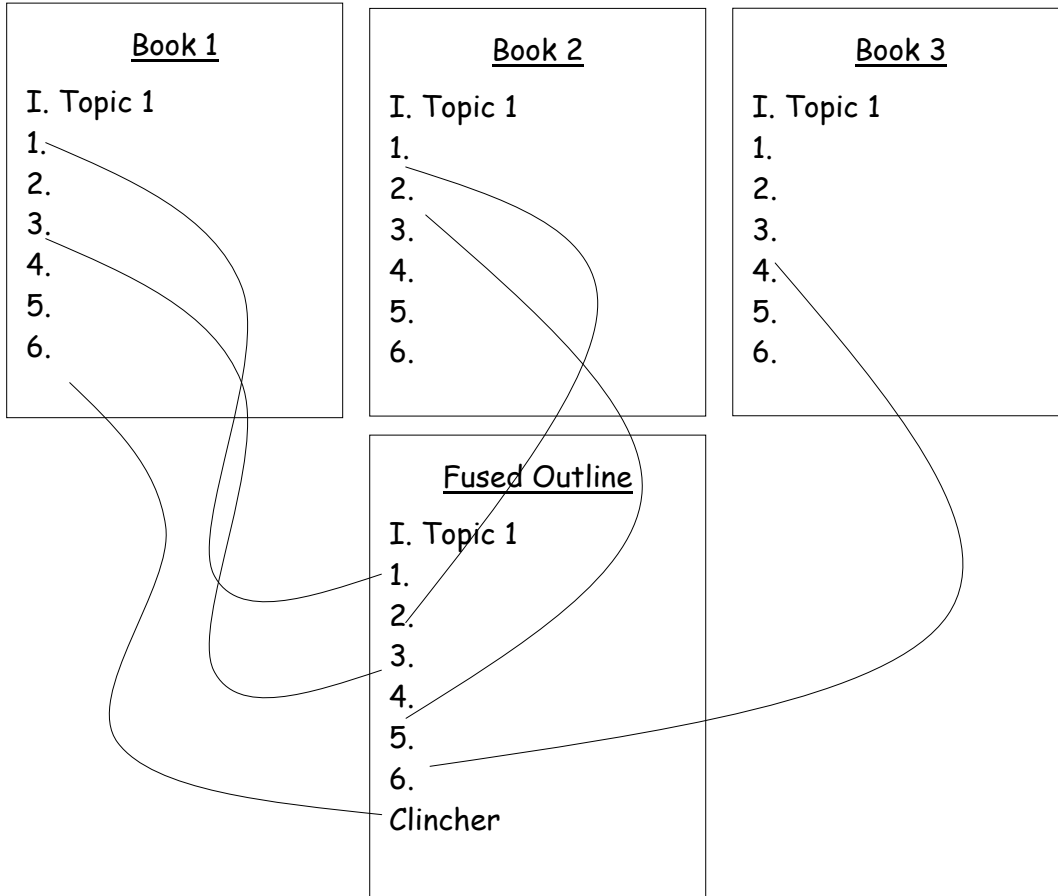 Book 1
I. Topic 1
1.
2.
3.
4.
5.
6.
Book 2
I. Topic 1
1.
2.
3.
4.
5.
6.
Book 3
I. Topic 1
1.
2.
3.
4.
5.
6.
Fused Outline
I. Topic 1
1.
2.
3.
4.
5.
6.
Clincher